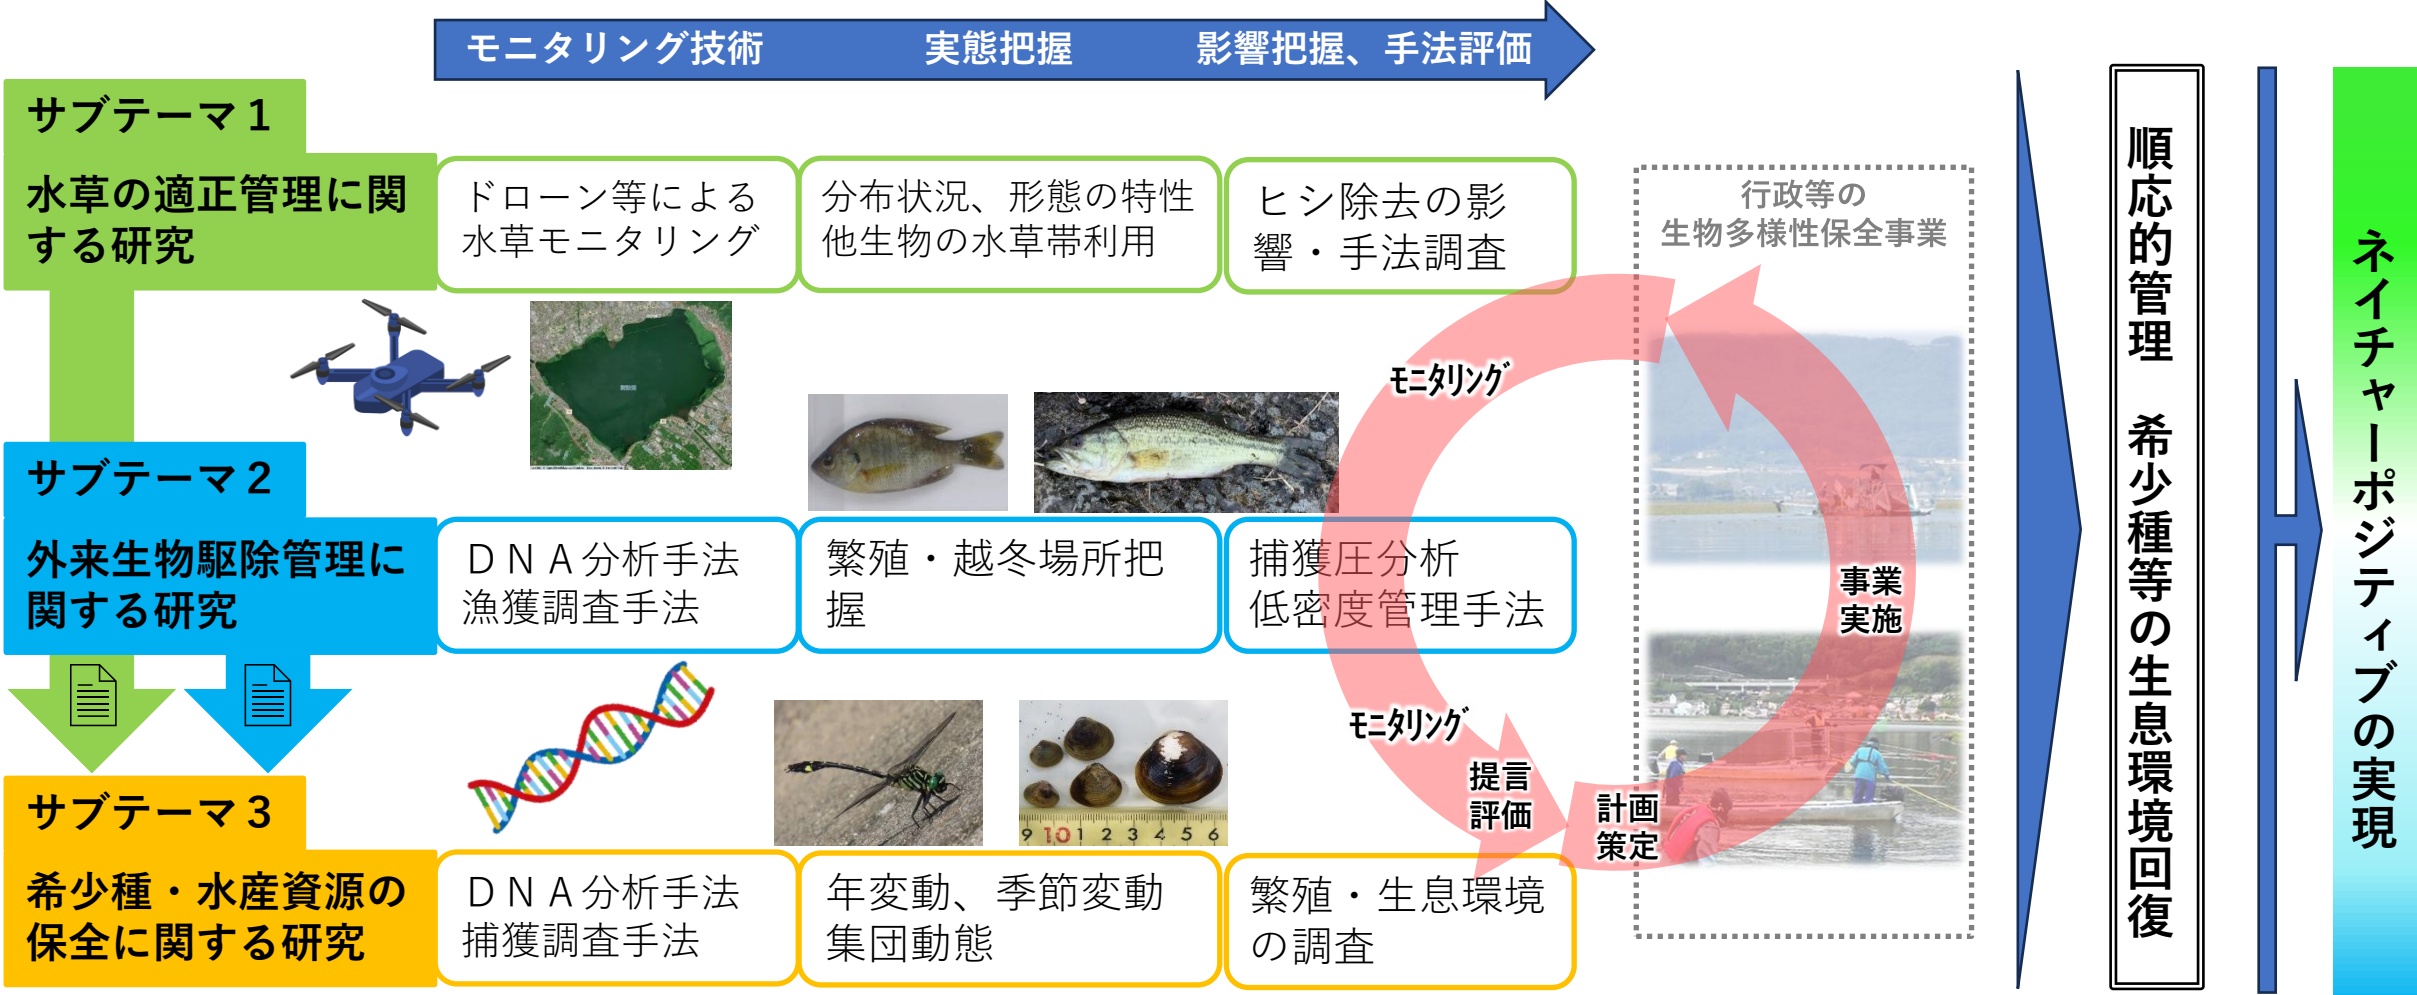 モニタリング技術
実態把握
影響把握、手法評価
サブテーマ１
水草の適正管理に関
する研究
ドローン等による
水草モニタリング
分布状況、形態の特性
他生物の水草帯利用
ヒシ除去の影
響・手法調査
行政等の
生物多様性保全事業
サブテーマ２
外来生物駆除管理に
関する研究
ＤＮＡ分析手法
漁獲調査手法
繁殖・越冬場所把
握
捕獲圧分析
低密度管理手法
ﾓﾆﾀﾘﾝｸﾞ
ﾓﾆﾀﾘﾝｸﾞ
提言
評価
計画
策定
事業
実施
サブテーマ３
希少種・水産資源の
保全に関する研究
ＤＮＡ分析手法
捕獲調査手法
年変動、季節変動
集団動態
繁殖・生息環境
の調査
9 10 1 2 3 4 5 6
順応的管理　希少種等の生息環境回復
ネイチャーポジティブの実現